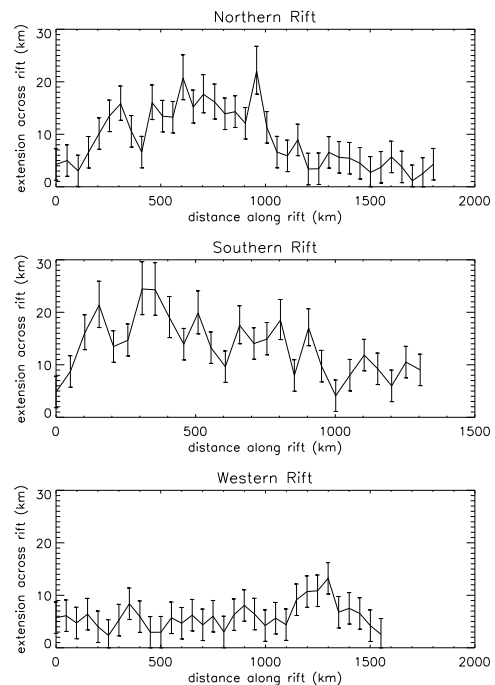 Northern Rift
extension across rift (km)
30
20
10
0
0 500 1000 1500 2000
distance along rift (km)
Southern Rift
extension across rift (km)
30
20
10
0
0 500 1000 1500
distance along rift (km)
Western Rift
extension across rift (km)
30
20
10
0
0 500 1000 1500 2000
distance along rift (km)